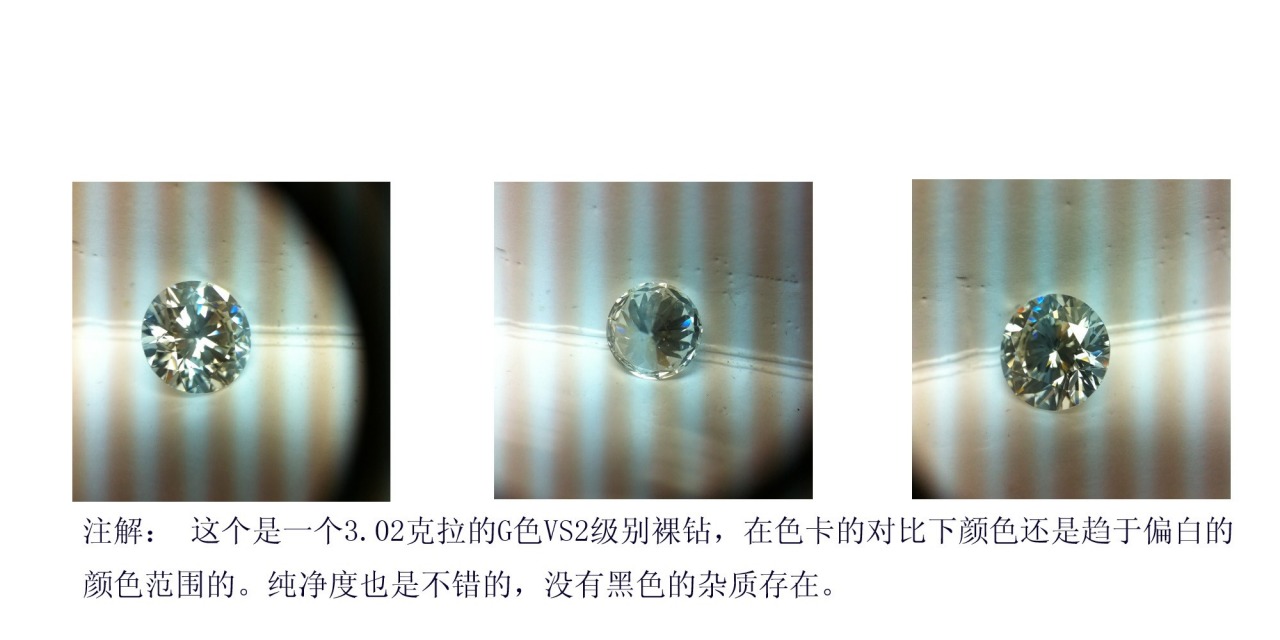 注解： 这个是一个3.02克拉的G色VS2级别裸钻，在色卡的对比下颜色还是趋于偏白的
颜色范围的。纯净度也是不错的，没有黑色的杂质存在。